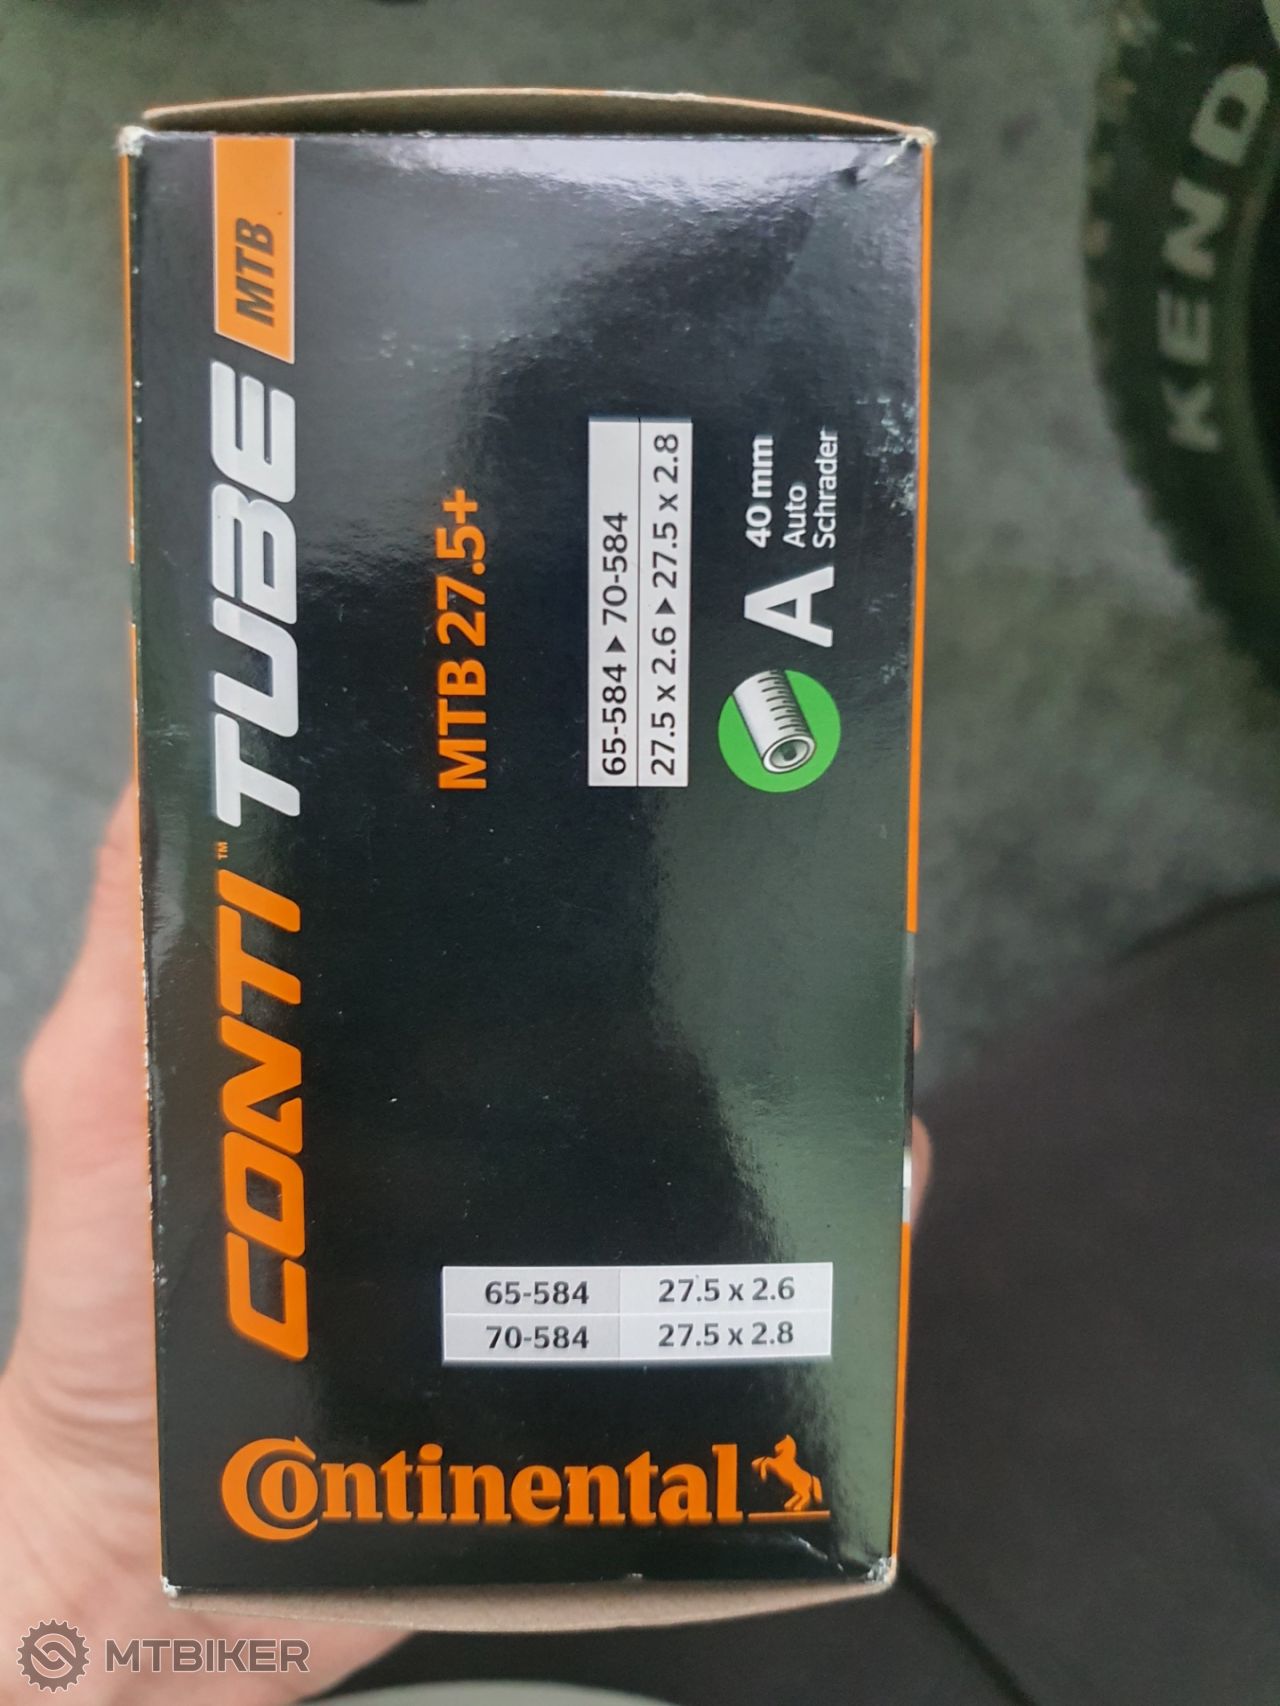 CONTI™ TUBE MTB
MTB 27.5+
65-584 ▸ 70-584
27.5 x 2.6 ▸ 27.5 x 2.8
A
40 mm
Auto
Schrader
65-584 27.5 x 2.6
70-584 27.5 x 2.8
Continental
KEND
MTBIKER